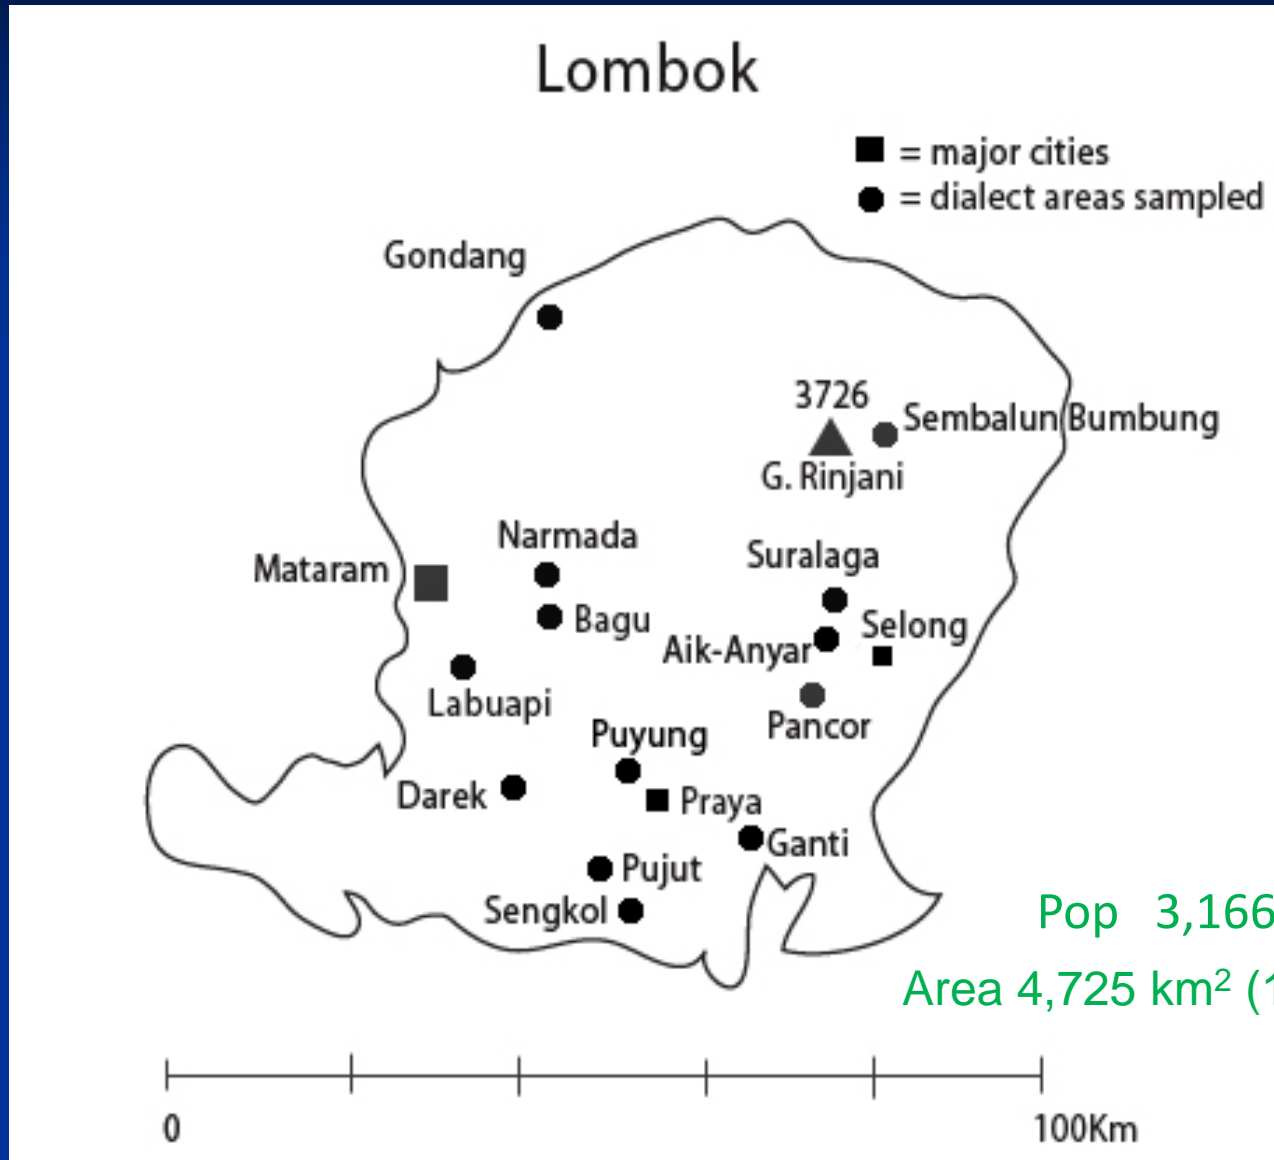 Lombok
= major cities
= dialect areas sampled
Gondang
3726
Sembalun Bumbung
G. Rinjani
Narmada
Suralaga
Mataram
Bagu
Selong
Aik-Anyar
Labuapi
Pancor
Puyung
Darek
Praya
Ganti
Pujut
Sengkol
Pop 3,166
Area 4,725 km² (1
0
100Km